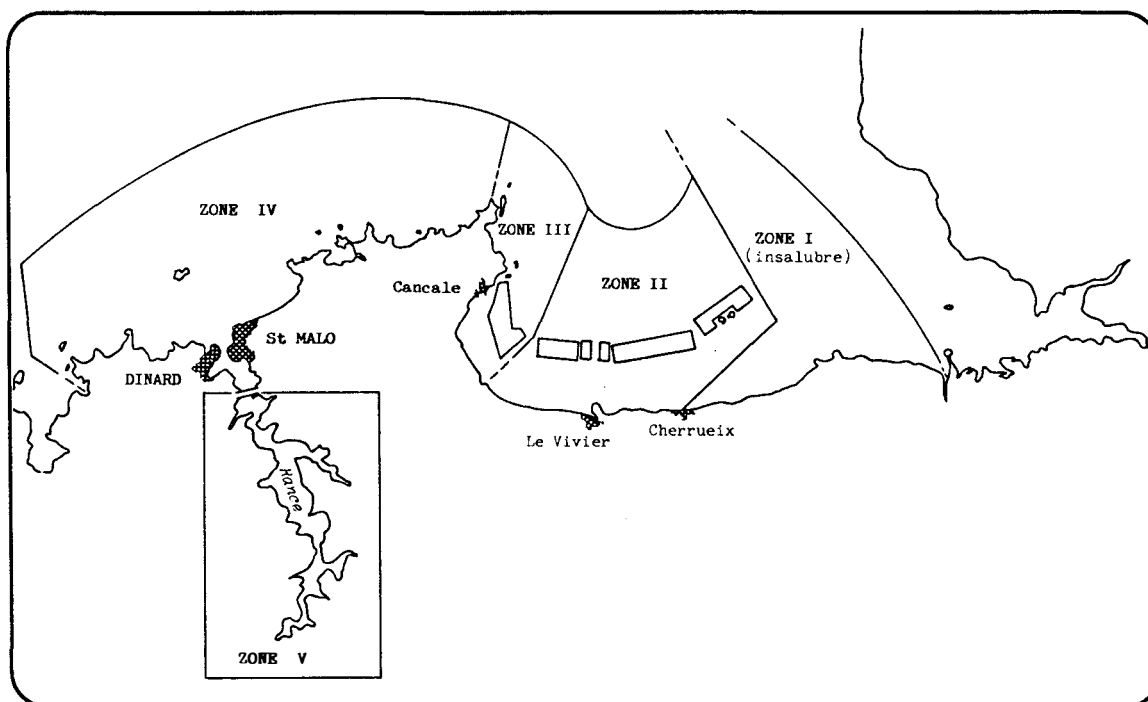 ZONE IV
ZONE III
ZONE I
(insalubre)
ZONE II
Cancale
St MALO
DINARD
Le Vivier
Cherrueix
Rance
ZONE V